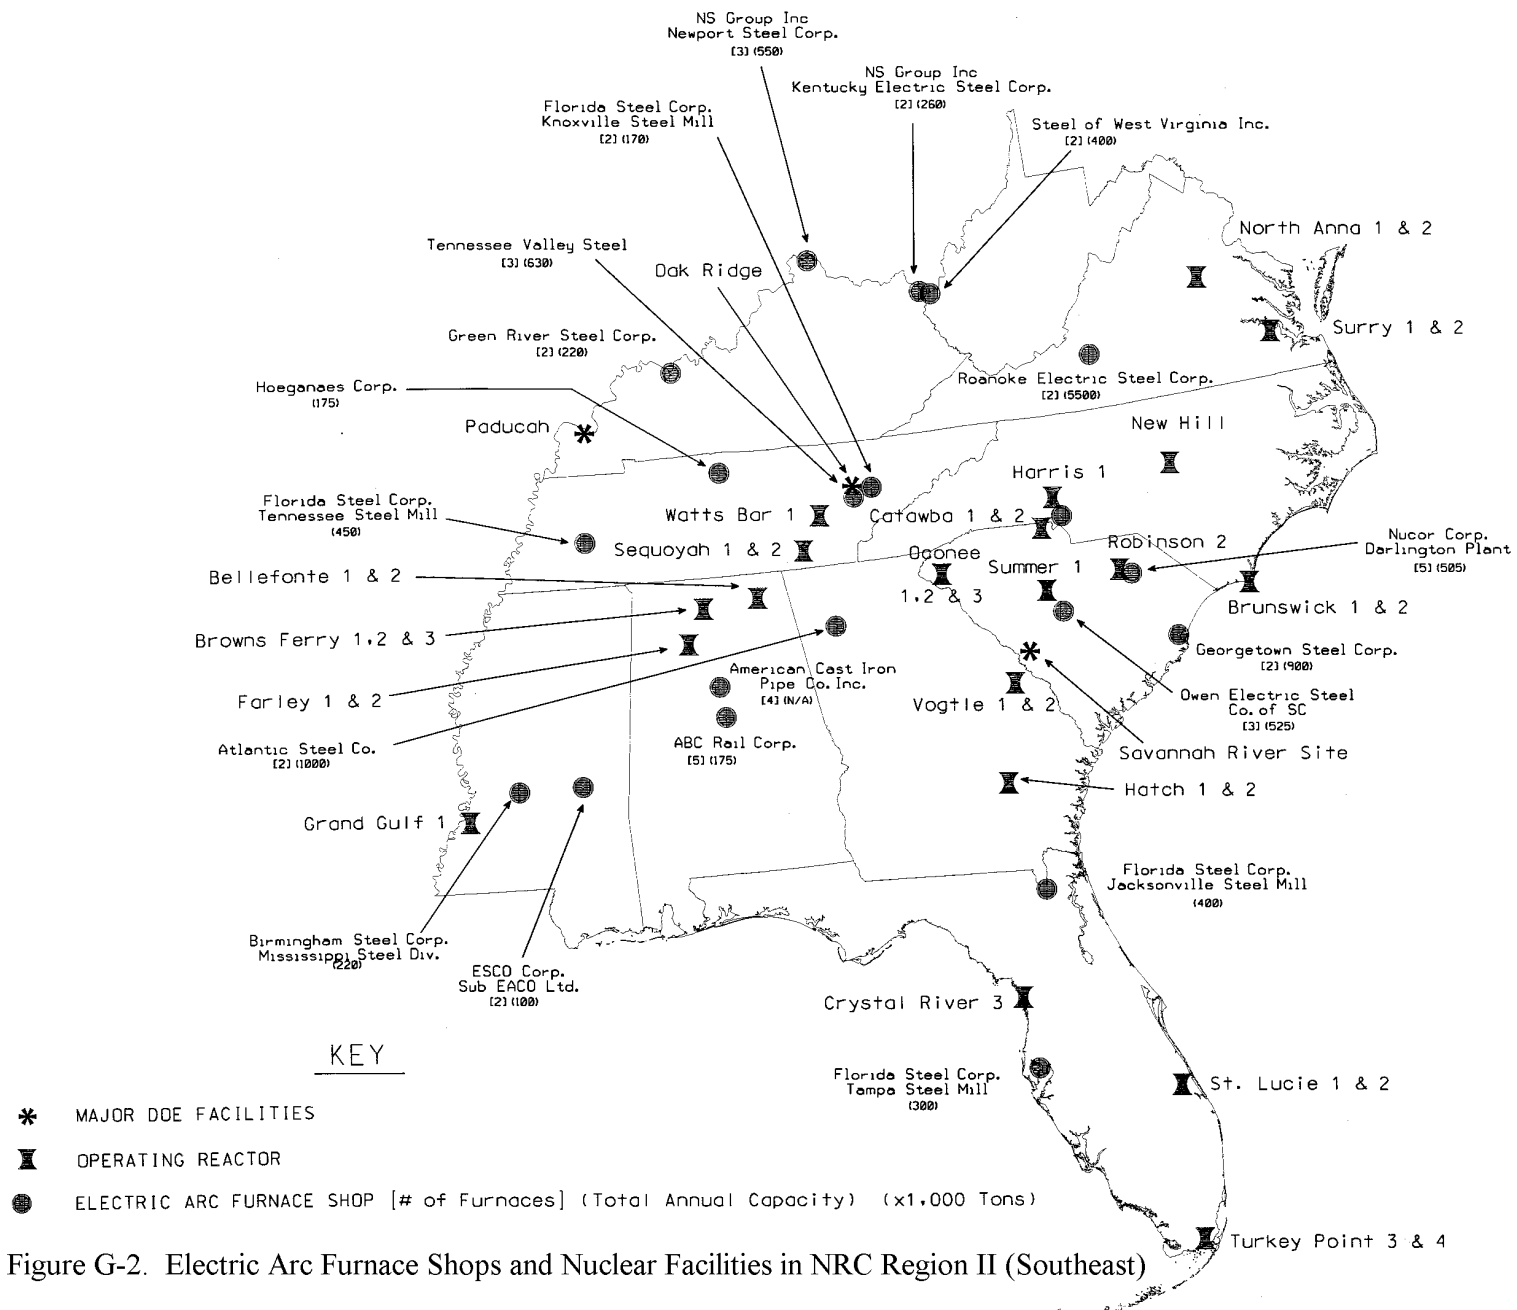 NS Group Inc
Newport Steel Corp.
[3] (550)
NS Group Inc
Kentucky Electric Steel Corp.
[2] (260)
Florida Steel Corp.
Knoxville Steel Mill
[2] (170)
Steel of West Virginia Inc.
[2] (400)
North Anna 1 & 2
Tennessee Valley Steel
[3] (630)
Oak Ridge
Surry 1 & 2
Green River Steel Corp.
[2] (220)
Roanoke Electric Steel Corp.
[2] (5500)
Hoeganaes Corp.
(175)
Paducah
New Hill
Harris 1
Florida Steel Corp.
Tennessee Steel Mill
(450)
Watts Bar 1
Catawba 1 & 2
Sequoyah 1 & 2
Oconee
1,2 & 3
Robinson 2
Summer 1
Nucor Corp.
Darlington Plant
[5] (505)
Bellefonte 1 & 2
Brunswick 1 & 2
Browns Ferry 1,2 & 3
Georgetown Steel Corp.
[2] (900)
American Cast Iron
Pipe Co. Inc.
[4] (N/A)
Farley 1 & 2
Vogtle 1 & 2
Owen Electric Steel
Co. of SC
[3] (525)
Atlantic Steel Co.
[2] (1000)
ABC Rail Corp.
[5] (175)
Savannah River Site
Hatch 1 & 2
Grand Gulf 1
Florida Steel Corp.
Jacksonville Steel Mill
(400)
Birmingham Steel Corp.
Mississippi Steel Div.
(220)
ESCO Corp.
Sub EACO Ltd.
[2] (100)
Crystal River 3
Florida Steel Corp.
Tampa Steel Mill
(300)
St. Lucie 1 & 2
Turkey Point 3 & 4
KEY
MAJOR DOE FACILITIES
OPERATING REACTOR
ELECTRIC ARC FURNACE SHOP [# of Furnaces] (Total Annual Capacity) (x1,000 Tons)
Figure G-2. Electric Arc Furnace Shops and Nuclear Facilities in NRC Region II (Southeast)